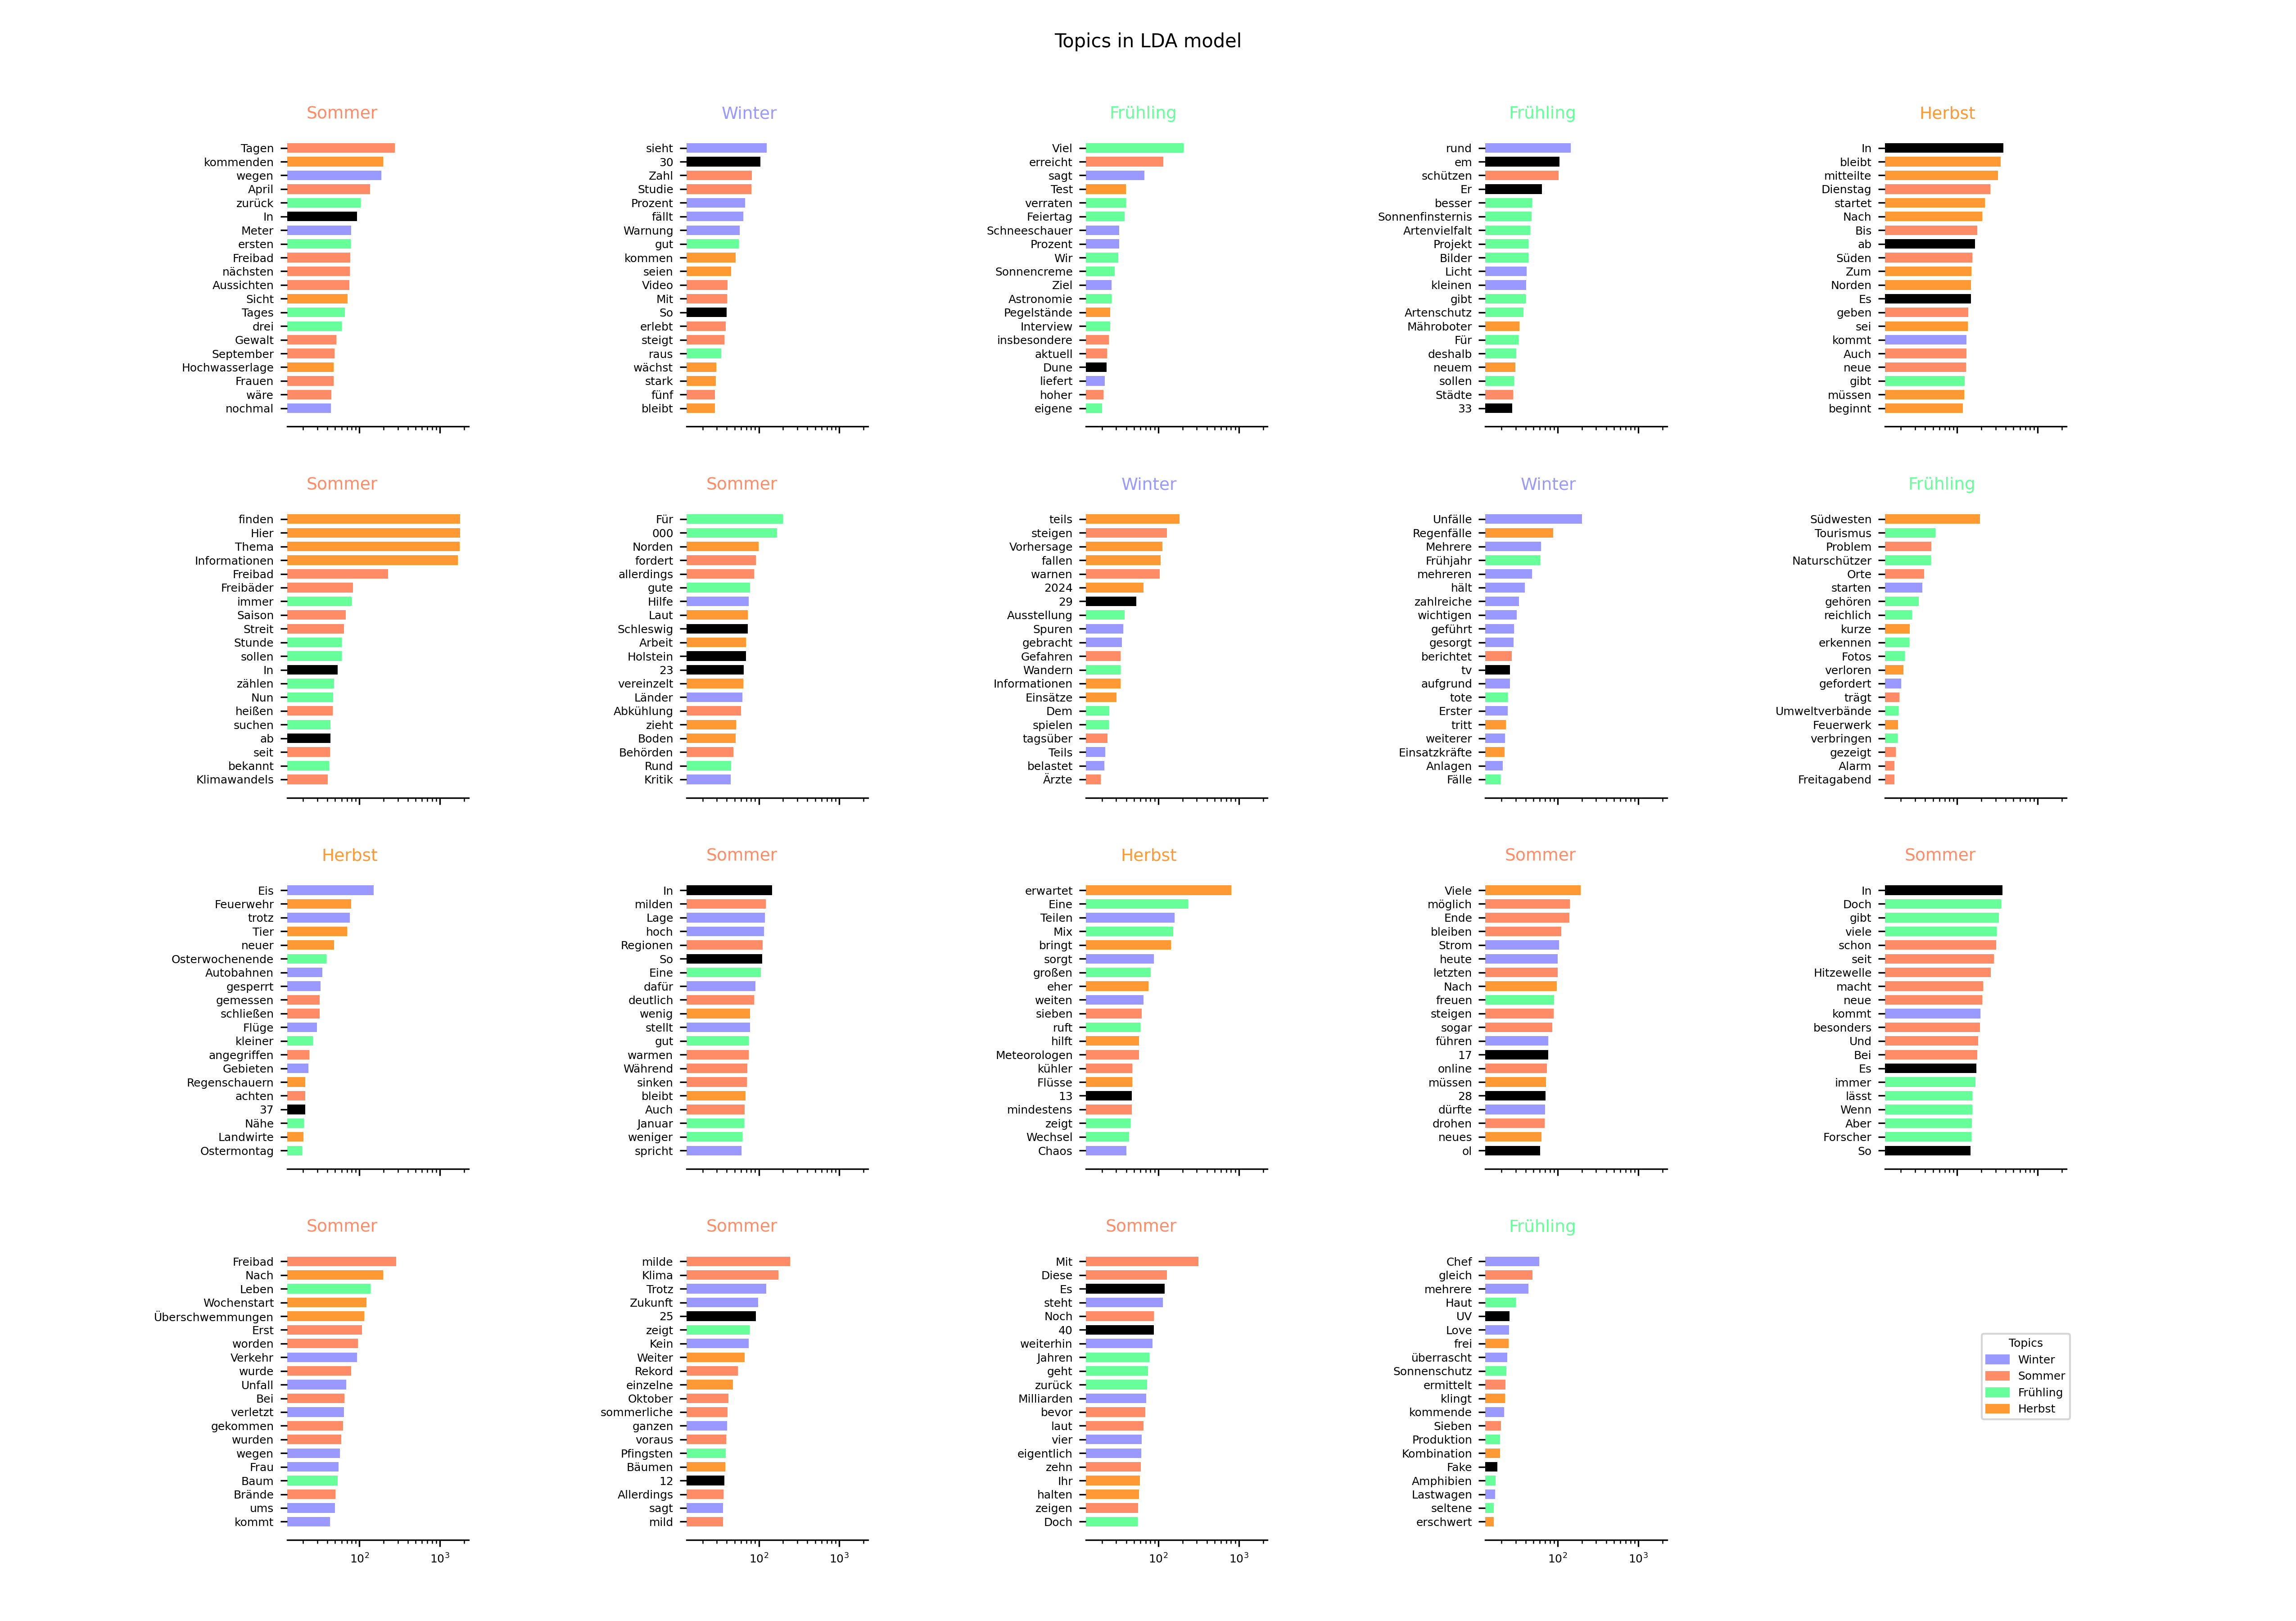 Topics in LDA model
Sommer
Tagen
kommenden
wegen
April
zurück
In
Meter
ersten
Freibad
nächsten
Aussichten
Sicht
Tages
drei
Gewalt
September
Hochwasserlage
Frauen
wäre
nochmal
Winter
sieht
30
Zahl
Studie
Prozent
fällt
Warnung
gut
kommen
seien
Video
Mit
So
erlebt
steigt
raus
wächst
stark
fünf
bleibt
Frühling
Viel
erreicht
sagt
Test
verraten
Feiertag
Schneeschauer
Prozent
Wir
Sonnencreme
Ziel
Astronomie
Pegelstände
Interview
insbesondere
aktuell
Dune
liefert
hoher
eigene
Frühling
rund
em
schützen
Er
besser
Sonnenfinsternis
Artenvielfalt
Projekt
Bilder
Licht
kleinen
gibt
Artenschutz
Mähroboter
Für
deshalb
neuem
sollen
Städte
33
Herbst
In
bleibt
mitteilte
Dienstag
startet
Nach
Bis
ab
Süden
Zum
Norden
Es
geben
sei
kommt
Auch
neue
gibt
müssen
beginnt
Sommer
finden
Hier
Thema
Informationen
Freibad
Freibäder
immer
Saison
Streit
Stunde
sollen
In
zählen
Nun
heißen
suchen
ab
seit
bekannt
Klimawandels
Sommer
Für
000
Norden
fordert
allerdings
gute
Hilfe
Laut
Schleswig
Arbeit
Holstein
23
vereinzelt
Länder
Abkühlung
zieht
Boden
Behörden
Rund
Kritik
Winter
teils
steigen
Vorhersage
fallen
warnen
2024
29
Ausstellung
Spuren
gebracht
Gefahren
Wandern
Informationen
Einsätze
Dem
spielen
tagsüber
Teils
belastet
Ärzte
Winter
Unfälle
Regenfälle
Mehrere
Frühjahr
mehreren
hält
zahlreiche
wichtigen
geführt
gesorgt
berichtet
tv
aufgrund
tote
Erster
tritt
weiterer
Einsatzkräfte
Anlagen
Fälle
Frühling
Südwesten
Tourismus
Problem
Naturschützer
Orte
starten
gehören
reichlich
kurze
erkennen
Fotos
verloren
gefordert
trägt
Umweltverbände
Feuerwerk
verbringen
gezeigt
Alarm
Freitagabend
Herbst
Eis
Feuerwehr
trotz
Tier
neuer
Osterwochenende
Autobahnen
gesperrt
gemessen
schließen
Flüge
kleiner
angegriffen
Gebieten
Regenschauern
achten
37
Nähe
Landwirte
Ostermontag
Sommer
In
milden
Lage
hoch
Regionen
So
Eine
dafür
deutlich
wenig
stellt
gut
warmen
Während
sinken
bleibt
Auch
Januar
weniger
spricht
Herbst
erwartet
Eine
Teilen
Mix
bringt
sorgt
großen
eher
weiten
sieben
ruft
hilft
Meteorologen
kühler
Flüsse
13
mindestens
zeigt
Wechsel
Chaos
Sommer
Viele
möglich
Ende
bleiben
Strom
heute
letzten
Nach
freuen
steigen
sogar
führen
17
online
müssen
28
dürfte
drohen
neues
ol
Sommer
In
Doch
gibt
viele
schon
seit
Hitzewelle
macht
neue
kommt
besonders
Und
Bei
Es
immer
lässt
Wenn
Aber
Forscher
So
Sommer
Freibad
Nach
Leben
Wochenstart
Überschwemmungen
Erst
worden
Verkehr
wurde
Unfall
Bei
verletzt
gekommen
wurden
wegen
Frau
Baum
Brände
ums
kommt
10² 10³
Sommer
milde
Klima
Trotz
Zukunft
25
zeigt
Kein
Weiter
Rekord
einzelne
Oktober
sommerliche
ganzen
voraus
Pfingsten
Bäumen
12
Allerdings
sagt
mild
10² 10³
Sommer
Mit
Diese
Es
steht
Noch
40
weiterhin
Jahren
geht
zurück
Milliarden
bevor
laut
vier
eigentlich
zehn
Ihr
halten
zeigen
Doch
10² 10³
Frühling
Chef
gleich
mehrere
Haut
UV
Love
frei
überrascht
Sonnenschutz
ermittelt
klingt
kommende
Sieben
Produktion
Kombination
Fake
Amphibien
Lastwagen
seltene
erschwert
10² 10³
Topics
Winter
Sommer
Frühling
Herbst